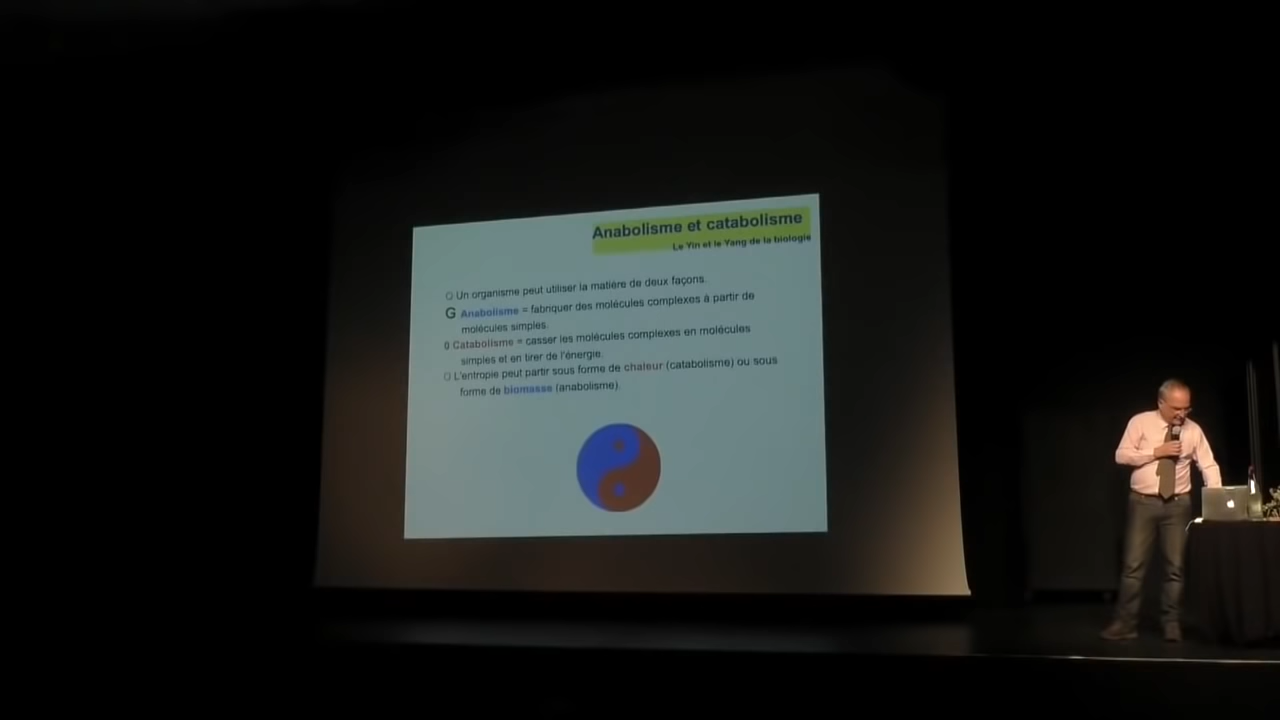 Anabolisme et catabolisme
Le Yin et le Yang de la biologie
Un organisme peut utiliser la matière de deux façons.
Anabolisme = fabriquer des molécules complexes à partir de
molécules simples.
Catabolisme = casser les molécules complexes en molécules
simples et en tirer de l'énergie.
L'entropie peut partir sous forme de chaleur (catabolisme) ou sous
forme de biomasse (anabolisme).